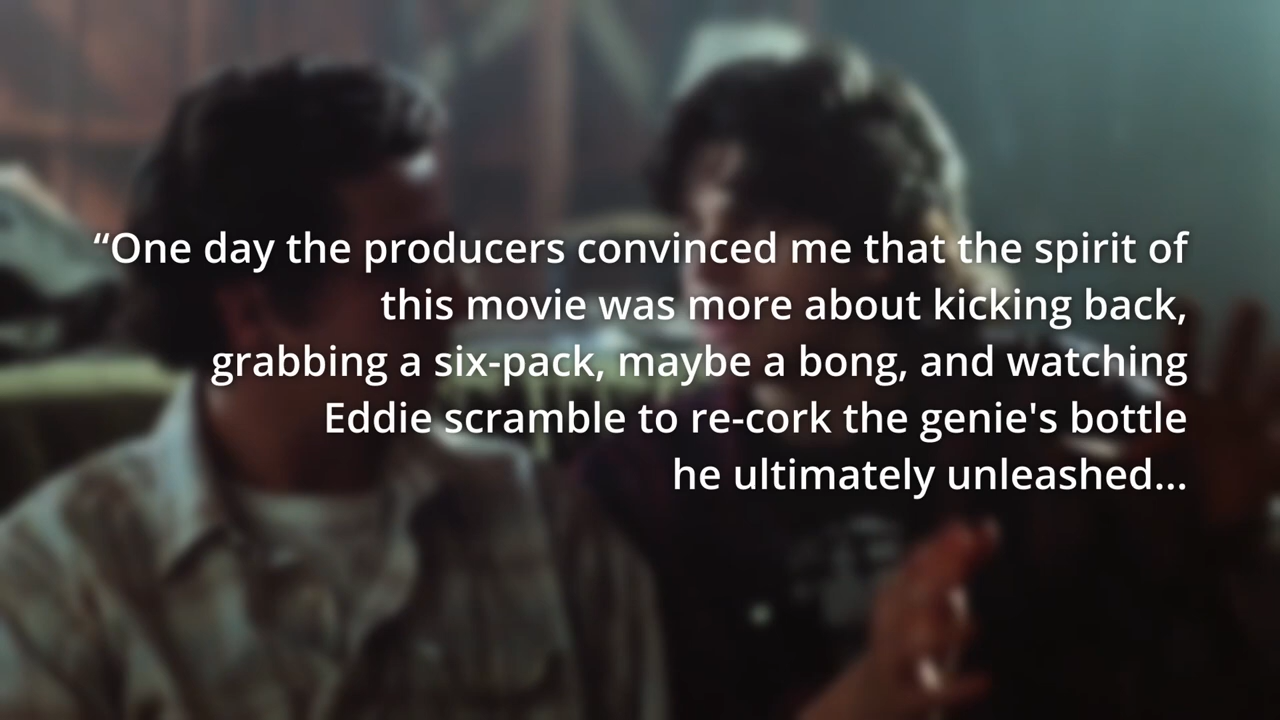 “One day the producers convinced me that the spirit of
this movie was more about kicking back,
grabbing a six-pack, maybe a bong, and watching
Eddie scramble to re-cork the genie's bottle
he ultimately unleashed...